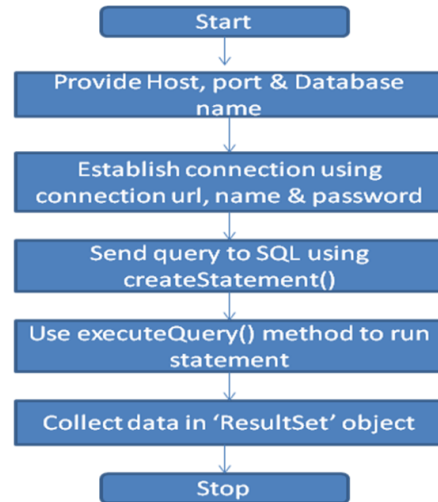 Start
Provide Host, port & Database
name
Establish connection using
connection url, name & password
Send query to SQL using
createStatement()
Use executeQuery() method to run
statement
Collect data in ‘ResultSet’ object
Stop